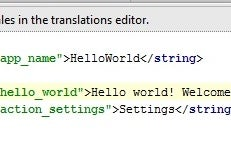 les in the translations editor.
app_name">HelloWorld</string>
hello_world">Hello world! Welcome
action_settings">Settings</string